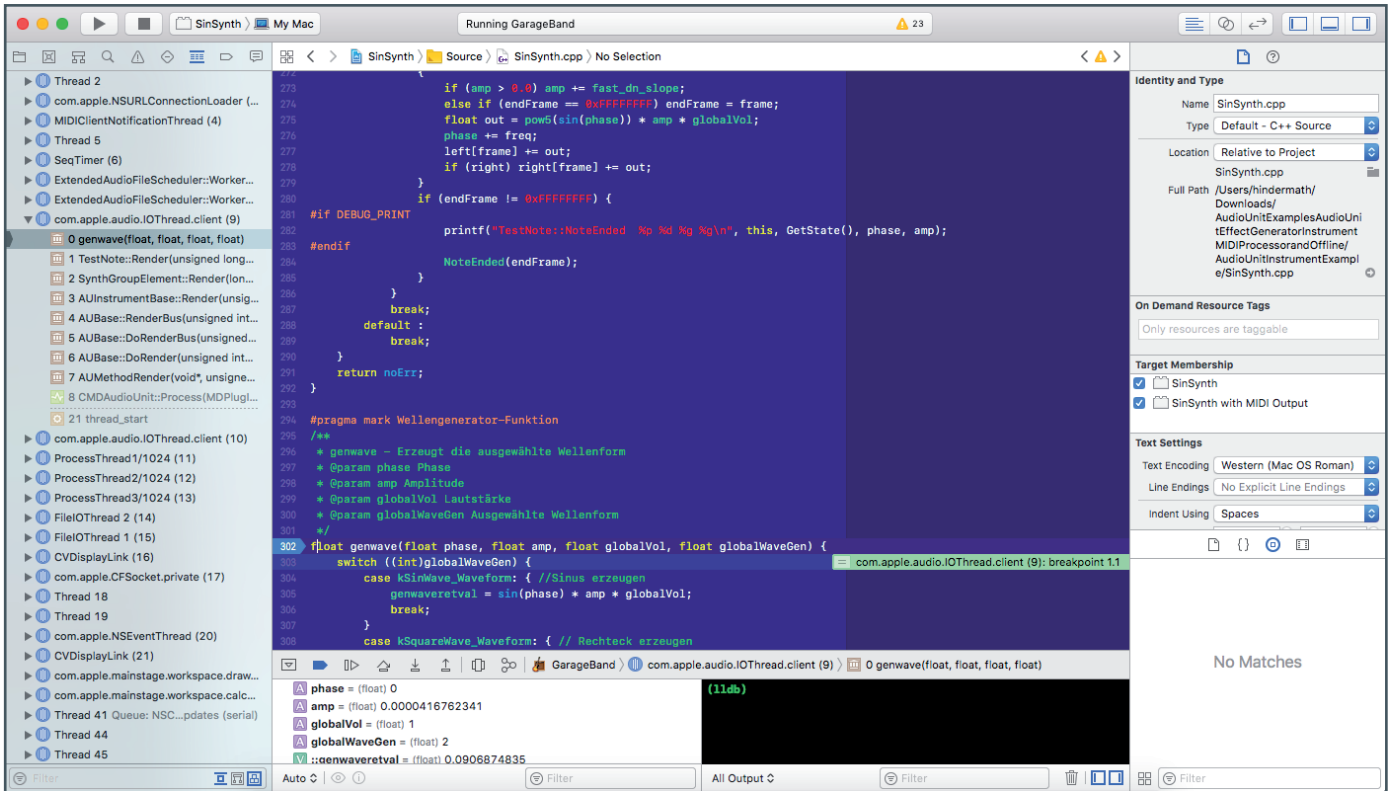 SinSynth 〉 My Mac
Running GarageBand
23
SinSynth 〉 Source 〉 SinSynth.cpp 〉 No Selection
Thread 2
com.apple.NSURLConnectionLoader (...
MIDIClientNotificationThread (4)
Thread 5
SeqTimer (6)
ExtendedAudioFileScheduler::Worker...
ExtendedAudioFileScheduler::Worker...
com.apple.audio.IOThread.client (9)
0 genwave(float, float, float, float)
1 TestNote::Render(unsigned long...
2 SynthGroupElement::Render(lon...
3 AUInstrumentBase::Render(unsig...
4 AUBase::RenderBus(unsigned int...
5 AUBase::DoRenderBus(unsigned...
6 AUBase::DoRender(unsigned int...
7 AUMethodRender(void*, unsigne...
8 CMDAudioUnit::Process(MDPlugI...
21 thread_start
com.apple.audio.IOThread.client (10)
ProcessThread1/1024 (11)
ProcessThread2/1024 (12)
ProcessThread3/1024 (13)
FileIOThread 2 (14)
FileIOThread 1 (15)
CVDisplayLink (16)
com.apple.CFSocket.private (17)
Thread 18
Thread 19
com.apple.NSEventThread (20)
CVDisplayLink (21)
com.apple.mainstage.workspace.draw...
com.apple.mainstage.workspace.calc...
Thread 41 Queue: NSC...pdates (serial)
Thread 44
Thread 45
Filter
272 {
273 if (amp > 0.0) amp += fast_dn_slope;
274 else if (endFrame == 0xFFFFFFFF) endFrame = frame;
275 float out = pow5(sin(phase)) * amp * globalVol;
276 phase += freq;
277 left[frame] += out;
278 if (right) right[frame] += out;
279 }
280 if (endFrame != 0xFFFFFFFF) {
281 #if DEBUG_PRINT
282 printf("TestNote::NoteEnded  %p %d %g %g\n", this, GetState(), phase, amp);
283 #endif
284 NoteEnded(endFrame);
285 }
286 }
287 break;
288 default :
289 break;
290 }
291 return noErr;
292 }
293
294 #pragma mark Wellengenerator-Funktion
295 /**
296 * genwave – Erzeugt die ausgewählte Wellenform
297 * @param phase Phase
298 * @param amp Amplitude
299 * @param globalVol Lautstärke
300 * @param globalWaveGen Ausgewählte Wellenform
301 */
302 float genwave(float phase, float amp, float globalVol, float globalWaveGen) {
303 switch ((int)globalWaveGen) {
= com.apple.audio.IOThread.client (9): breakpoint 1.1
304 case kSinWave_Waveform: { //Sinus erzeugen
305 genwaveretval = sin(phase) * amp * globalVol;
306 break;
307 }
308 case kSquareWave_Waveform: { // Rechteck erzeugen
GarageBand 〉 com.apple.audio.IOThread.client (9) 〉 0 genwave(float, float, float, float)
A phase = (float) 0
A amp = (float) 0.0000416762341
A globalVol = (float) 1
A globalWaveGen = (float) 2
V ::genwaveretval = (float) 0.0906874835
Auto
Filter
(lldb)
All Output
Filter
Identity and Type
Name SinSynth.cpp
Type Default - C++ Source
Location Relative to Project
SinSynth.cpp
Full Path /Users/hindermath/
Downloads/
AudioUnitExamplesAudioUni
tEffectGeneratorInstrument
MIDIProcessorandOffline/
AudioUnitInstrumentExampl
e/SinSynth.cpp
On Demand Resource Tags
Only resources are taggable
Target Membership
SinSynth
SinSynth with MIDI Output
Text Settings
Text Encoding Western (Mac OS Roman)
Line Endings No Explicit Line Endings
Indent Using Spaces
No Matches
Filter